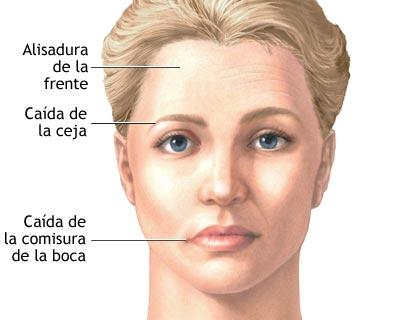 Alisadura
de la
frente
Caída de
la ceja
Caída de
la comisura
de la boca